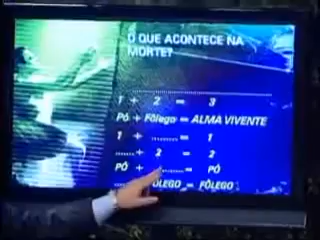 O QUE ACONTECE NA
MORTE?
1 + 2 = 3
Pó + Fôlego = ALMA VIVENTE
1 + ......... = 1
...... + 2 = 2
PÓ + ......... = PÓ
...... FÔLEGO = FÔLEGO